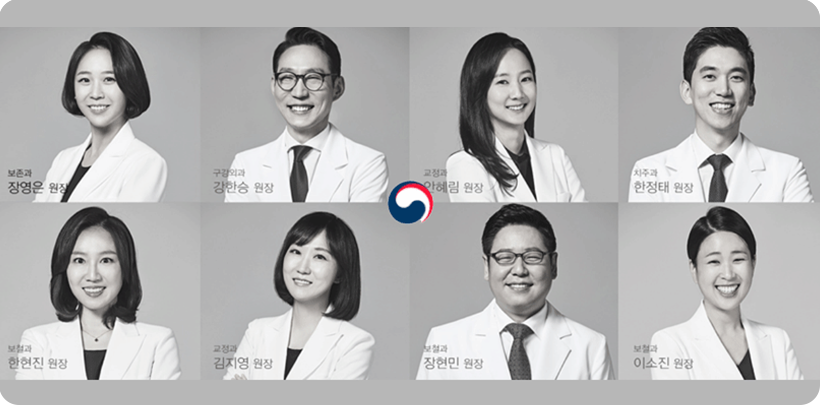 보존과
장영은 원장
구강외과
강한승 원장
교정과
안혜림 원장
치주과
한정태 원장
보철과
한현진 원장
교정과
김지영 원장
보철과
장현민 원장
보철과
이소진 원장